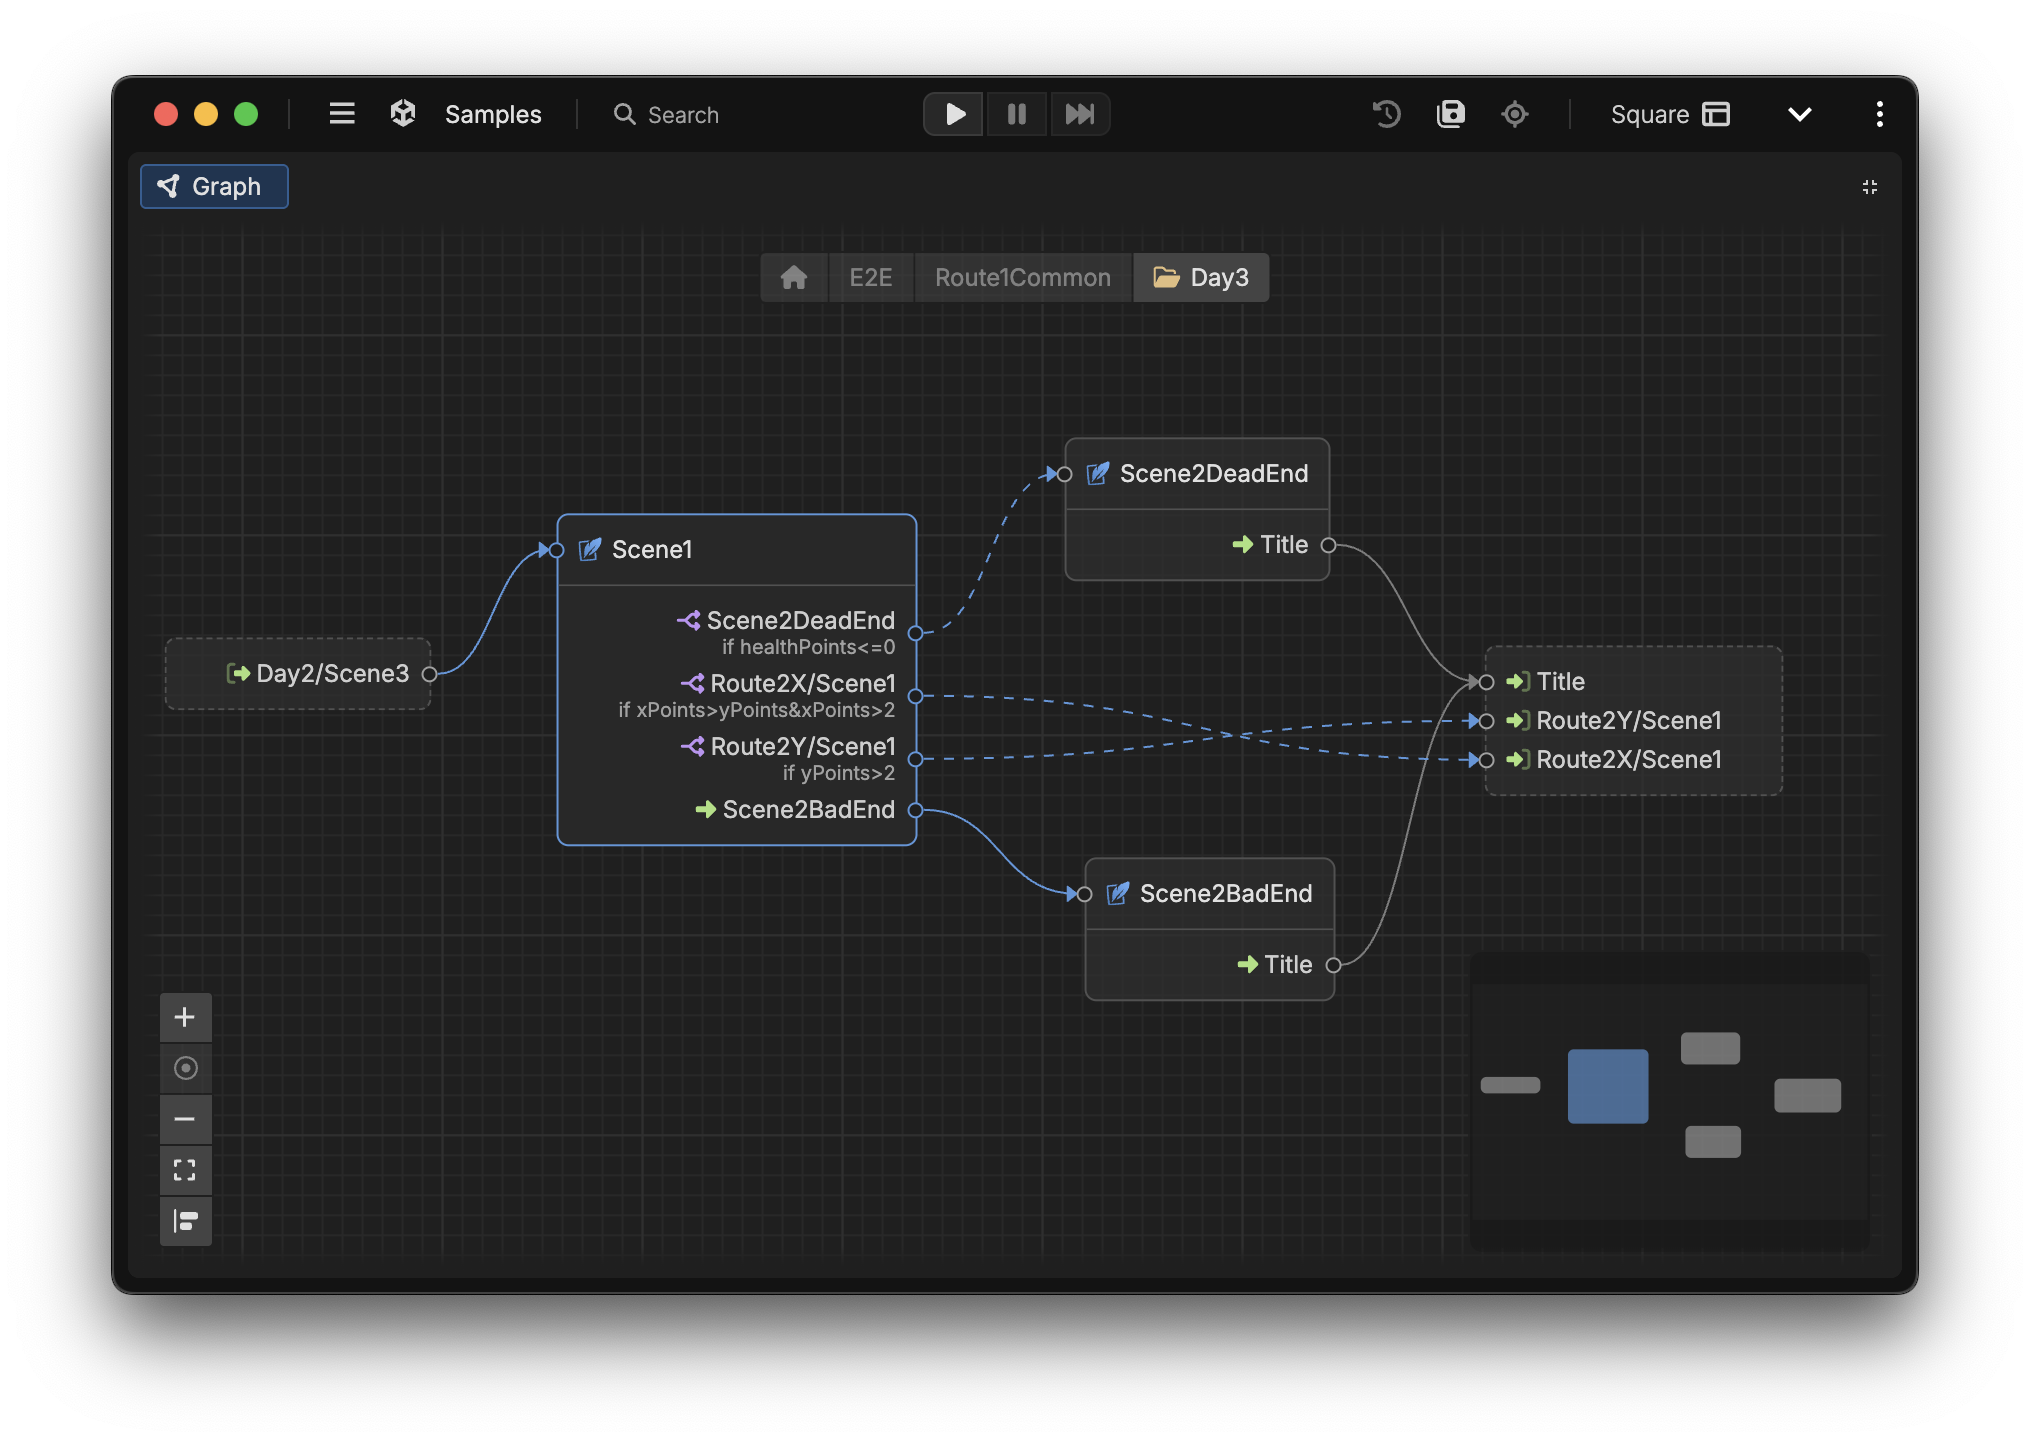 Samples
Search
Square
Graph
E2E
Route1Common
Day3
Day2/Scene3
Scene1
Scene2DeadEnd
if healthPoints<=0
Route2X/Scene1
if xPoints>yPoints&xPoints>2
Route2Y/Scene1
if yPoints>2
Scene2BadEnd
Scene2DeadEnd
Title
Scene2BadEnd
Title
Title
Route2Y/Scene1
Route2X/Scene1